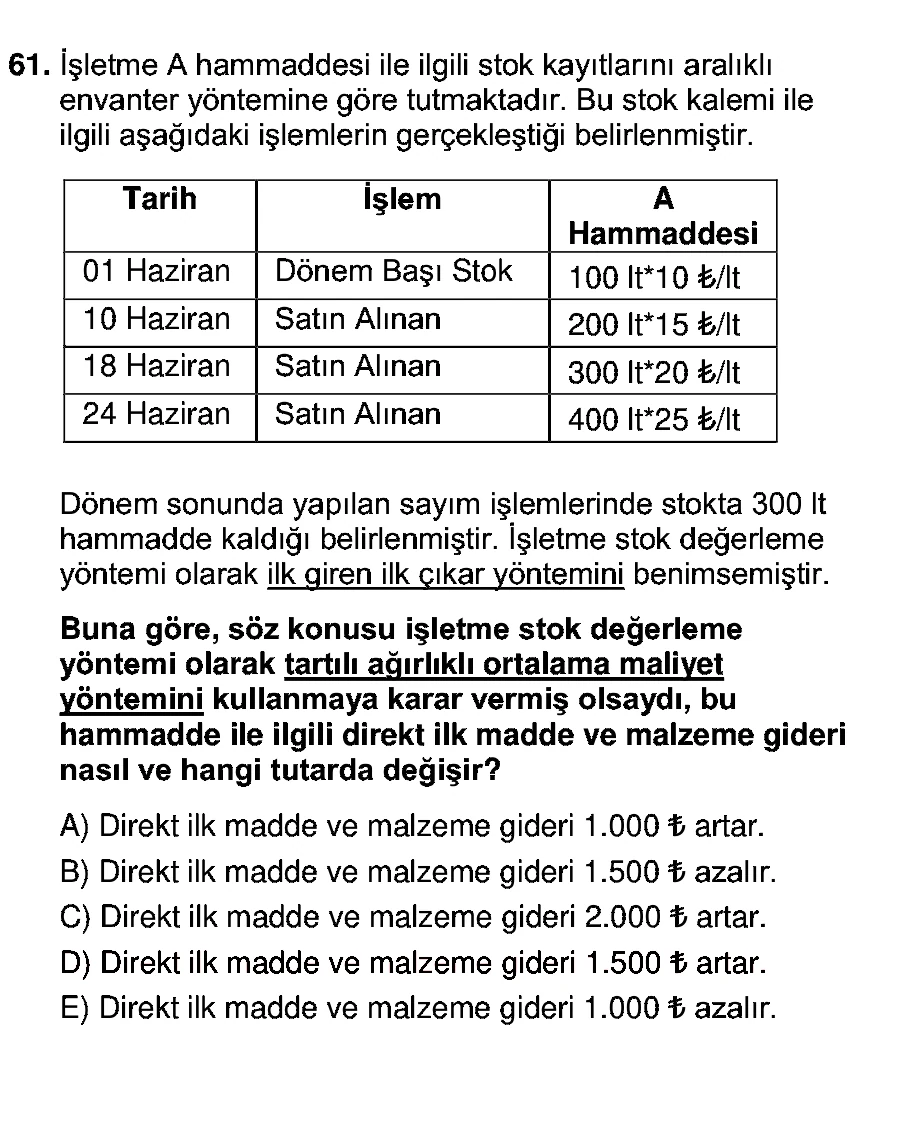 61. İşletme A hammaddesi ile ilgili stok kayıtlarını aralıklı
envanter yöntemine göre tutmaktadır. Bu stok kalemi ile
ilgili aşağıdaki işlemlerin gerçekleştiği belirlenmiştir.
Tarih İşlem A
Hammaddesi
01 Haziran Dönem Başı Stok 100 lt*10 ₺/lt
10 Haziran Satın Alınan 200 lt*15 ₺/lt
18 Haziran Satın Alınan 300 lt*20 ₺/lt
24 Haziran Satın Alınan 400 lt*25 ₺/lt
Dönem sonunda yapılan sayım işlemlerinde stokta 300 lt
hammadde kaldığı belirlenmiştir. İşletme stok değerleme
yöntemi olarak ilk giren ilk çıkar yöntemini benimsemiştir.
Buna göre, söz konusu işletme stok değerleme
yöntemi olarak tartılı ağırlıklı ortalama maliyet
yöntemini kullanmaya karar vermiş olsaydı, bu
hammadde ile ilgili direkt ilk madde ve malzeme gideri
nasıl ve hangi tutarda değişir?
A) Direkt ilk madde ve malzeme gideri 1.000 ₺ artar.
B) Direkt ilk madde ve malzeme gideri 1.500 ₺ azalır.
C) Direkt ilk madde ve malzeme gideri 2.000 ₺ artar.
D) Direkt ilk madde ve malzeme gideri 1.500 ₺ artar.
E) Direkt ilk madde ve malzeme gideri 1.000 ₺ azalır.